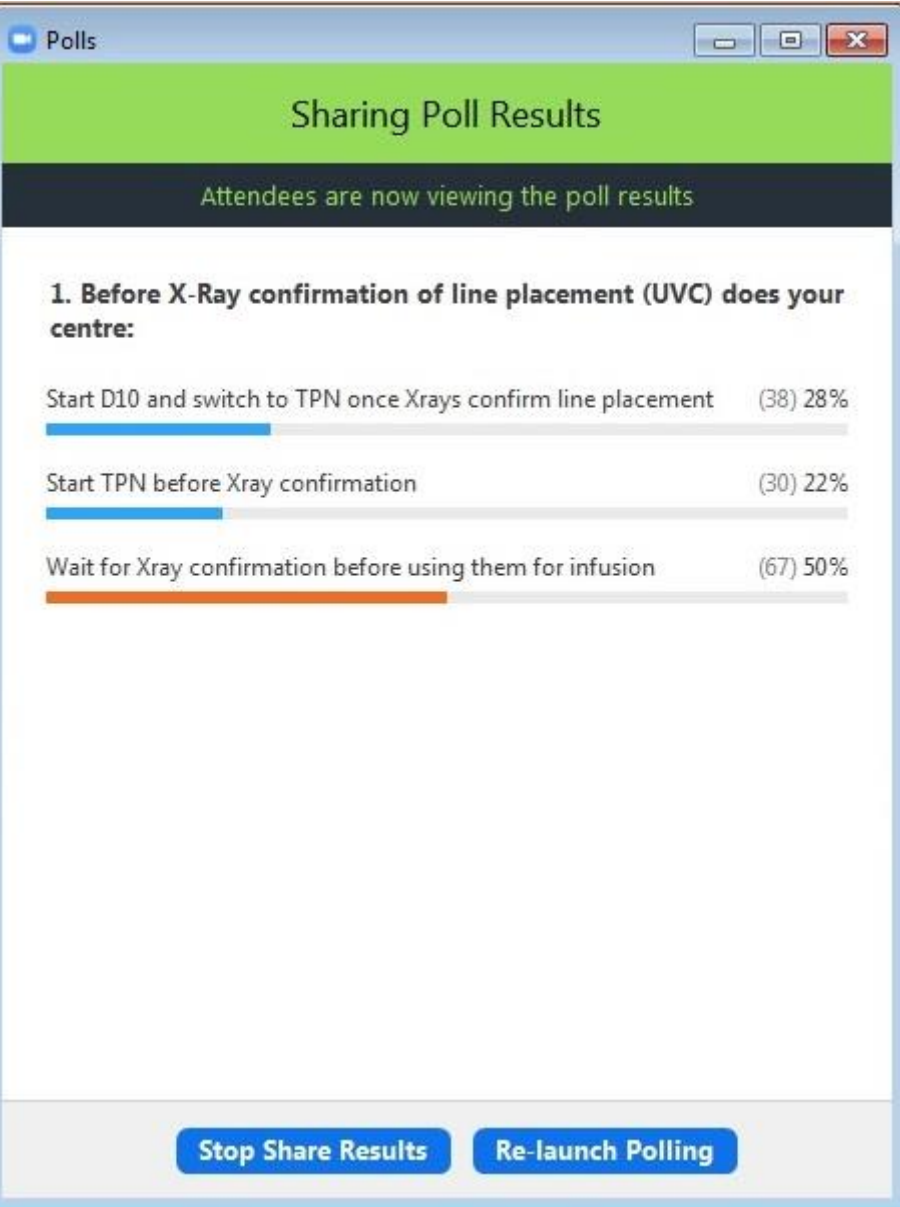 Polls
Sharing Poll Results
Attendees are now viewing the poll results
1. Before X-Ray confirmation of line placement (UVC) does your
centre:
Start D10 and switch to TPN once Xrays confirm line placement (38) 28%
Start TPN before Xray confirmation (30) 22%
Wait for Xray confirmation before using them for infusion (67) 50%
Stop Share Results Re-launch Polling